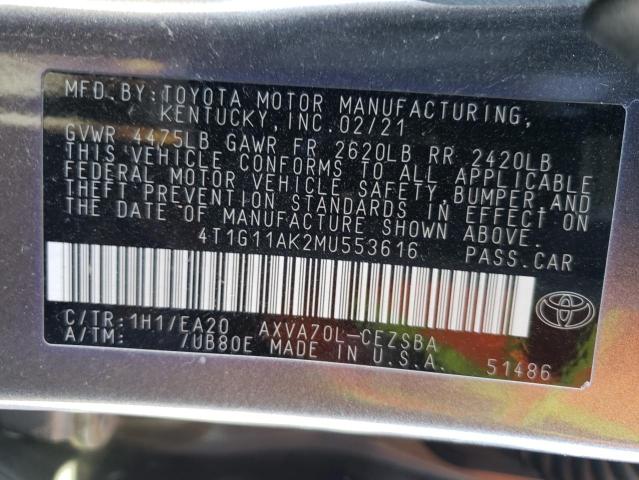 MFD.BY:TOYOTA MOTOR MANUFACTURING,
KENTUCKY,INC.02/21
GVWR 4475LB GAWR FR 2620LB RR 2420LB
THIS VEHICLE CONFORMS TO ALL APPLICABLE
FEDERAL MOTOR VEHICLE SAFETY,BUMPER,AND
THEFT PREVENTION STANDARDS IN EFFECT ON
THE DATE OF MANUFACTURE SHOWN ABOVE.
4T1G11AK2MU553616 PASS.CAR
C/TR:1H1/EA20 AXVA70L-CEZSBA
A/TM: /UB80E MADE IN U.S.A. 51486
TOYOTA